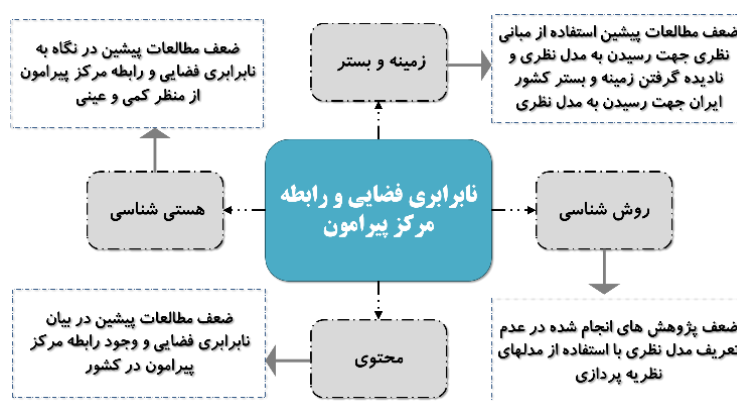 ضعف مطالعات پیشین استفاده از مبانی
نظری جهت رسیدن به مدل نظری و
نادیده گرفتن زمینه و بستر کشور
ایران جهت رسیدن به مدل نظری
زمینه و بستر
ضعف مطالعات پیشین در نگاه به
نابرابری فضایی و رابطه مرکز پیرامون
از منظر کمی و عینی
روش شناسی
نابرابری فضایی و رابطه
مرکز پیرامون
هستی شناسی
ضعف پژوهش های انجام شده در عدم
تعریف مدل نظری با استفاده از مدلهای
نظریه پردازی
محتوی
ضعف مطالعات پیشین در بیان
نابرابری فضایی و وجود رابطه مرکز
پیرامون در کشور